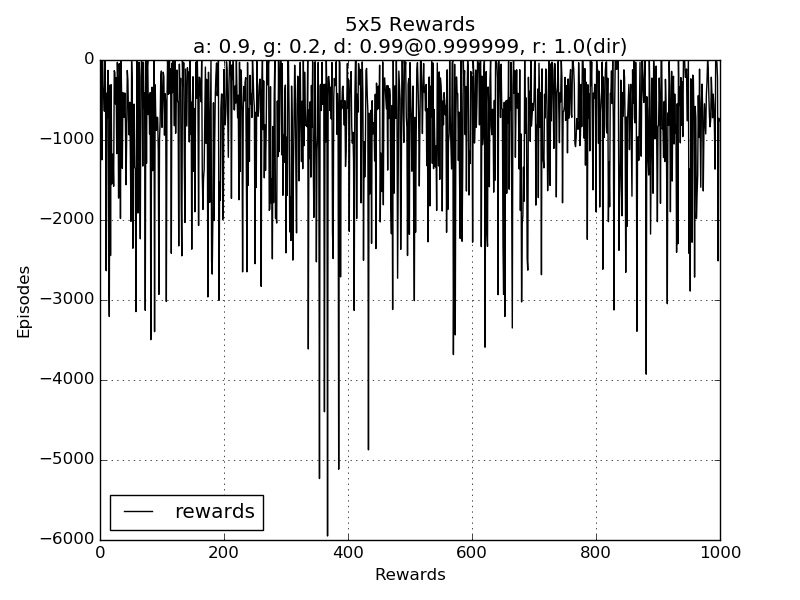 5x5 Rewards
a: 0.9, g: 0.2, d: 0.99@0.999999, r: 1.0(dir)
0
−1000
−2000
−3000
−4000
−5000
−6000
Episodes
rewards
0 200 400 600 800 1000
Rewards